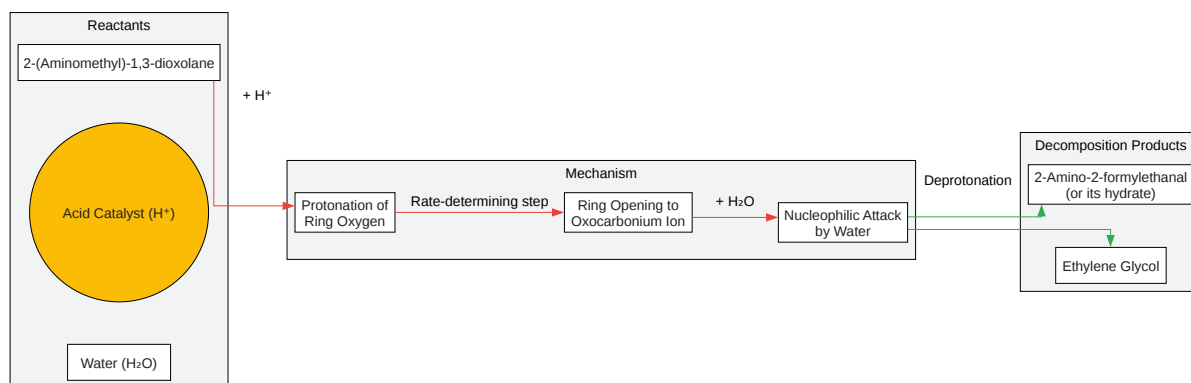 Reactants
2-(Aminomethyl)-1,3-dioxolane
+ H⁺
Acid Catalyst (H⁺)
Water (H₂O)
Mechanism
Protonation of
Ring Oxygen
Rate-determining step
Ring Opening to
Oxocarbonium Ion
+ H₂O
Nucleophilic Attack
by Water
Deprotonation
Decomposition Products
2-Amino-2-formylethanal
(or its hydrate)
Ethylene Glycol